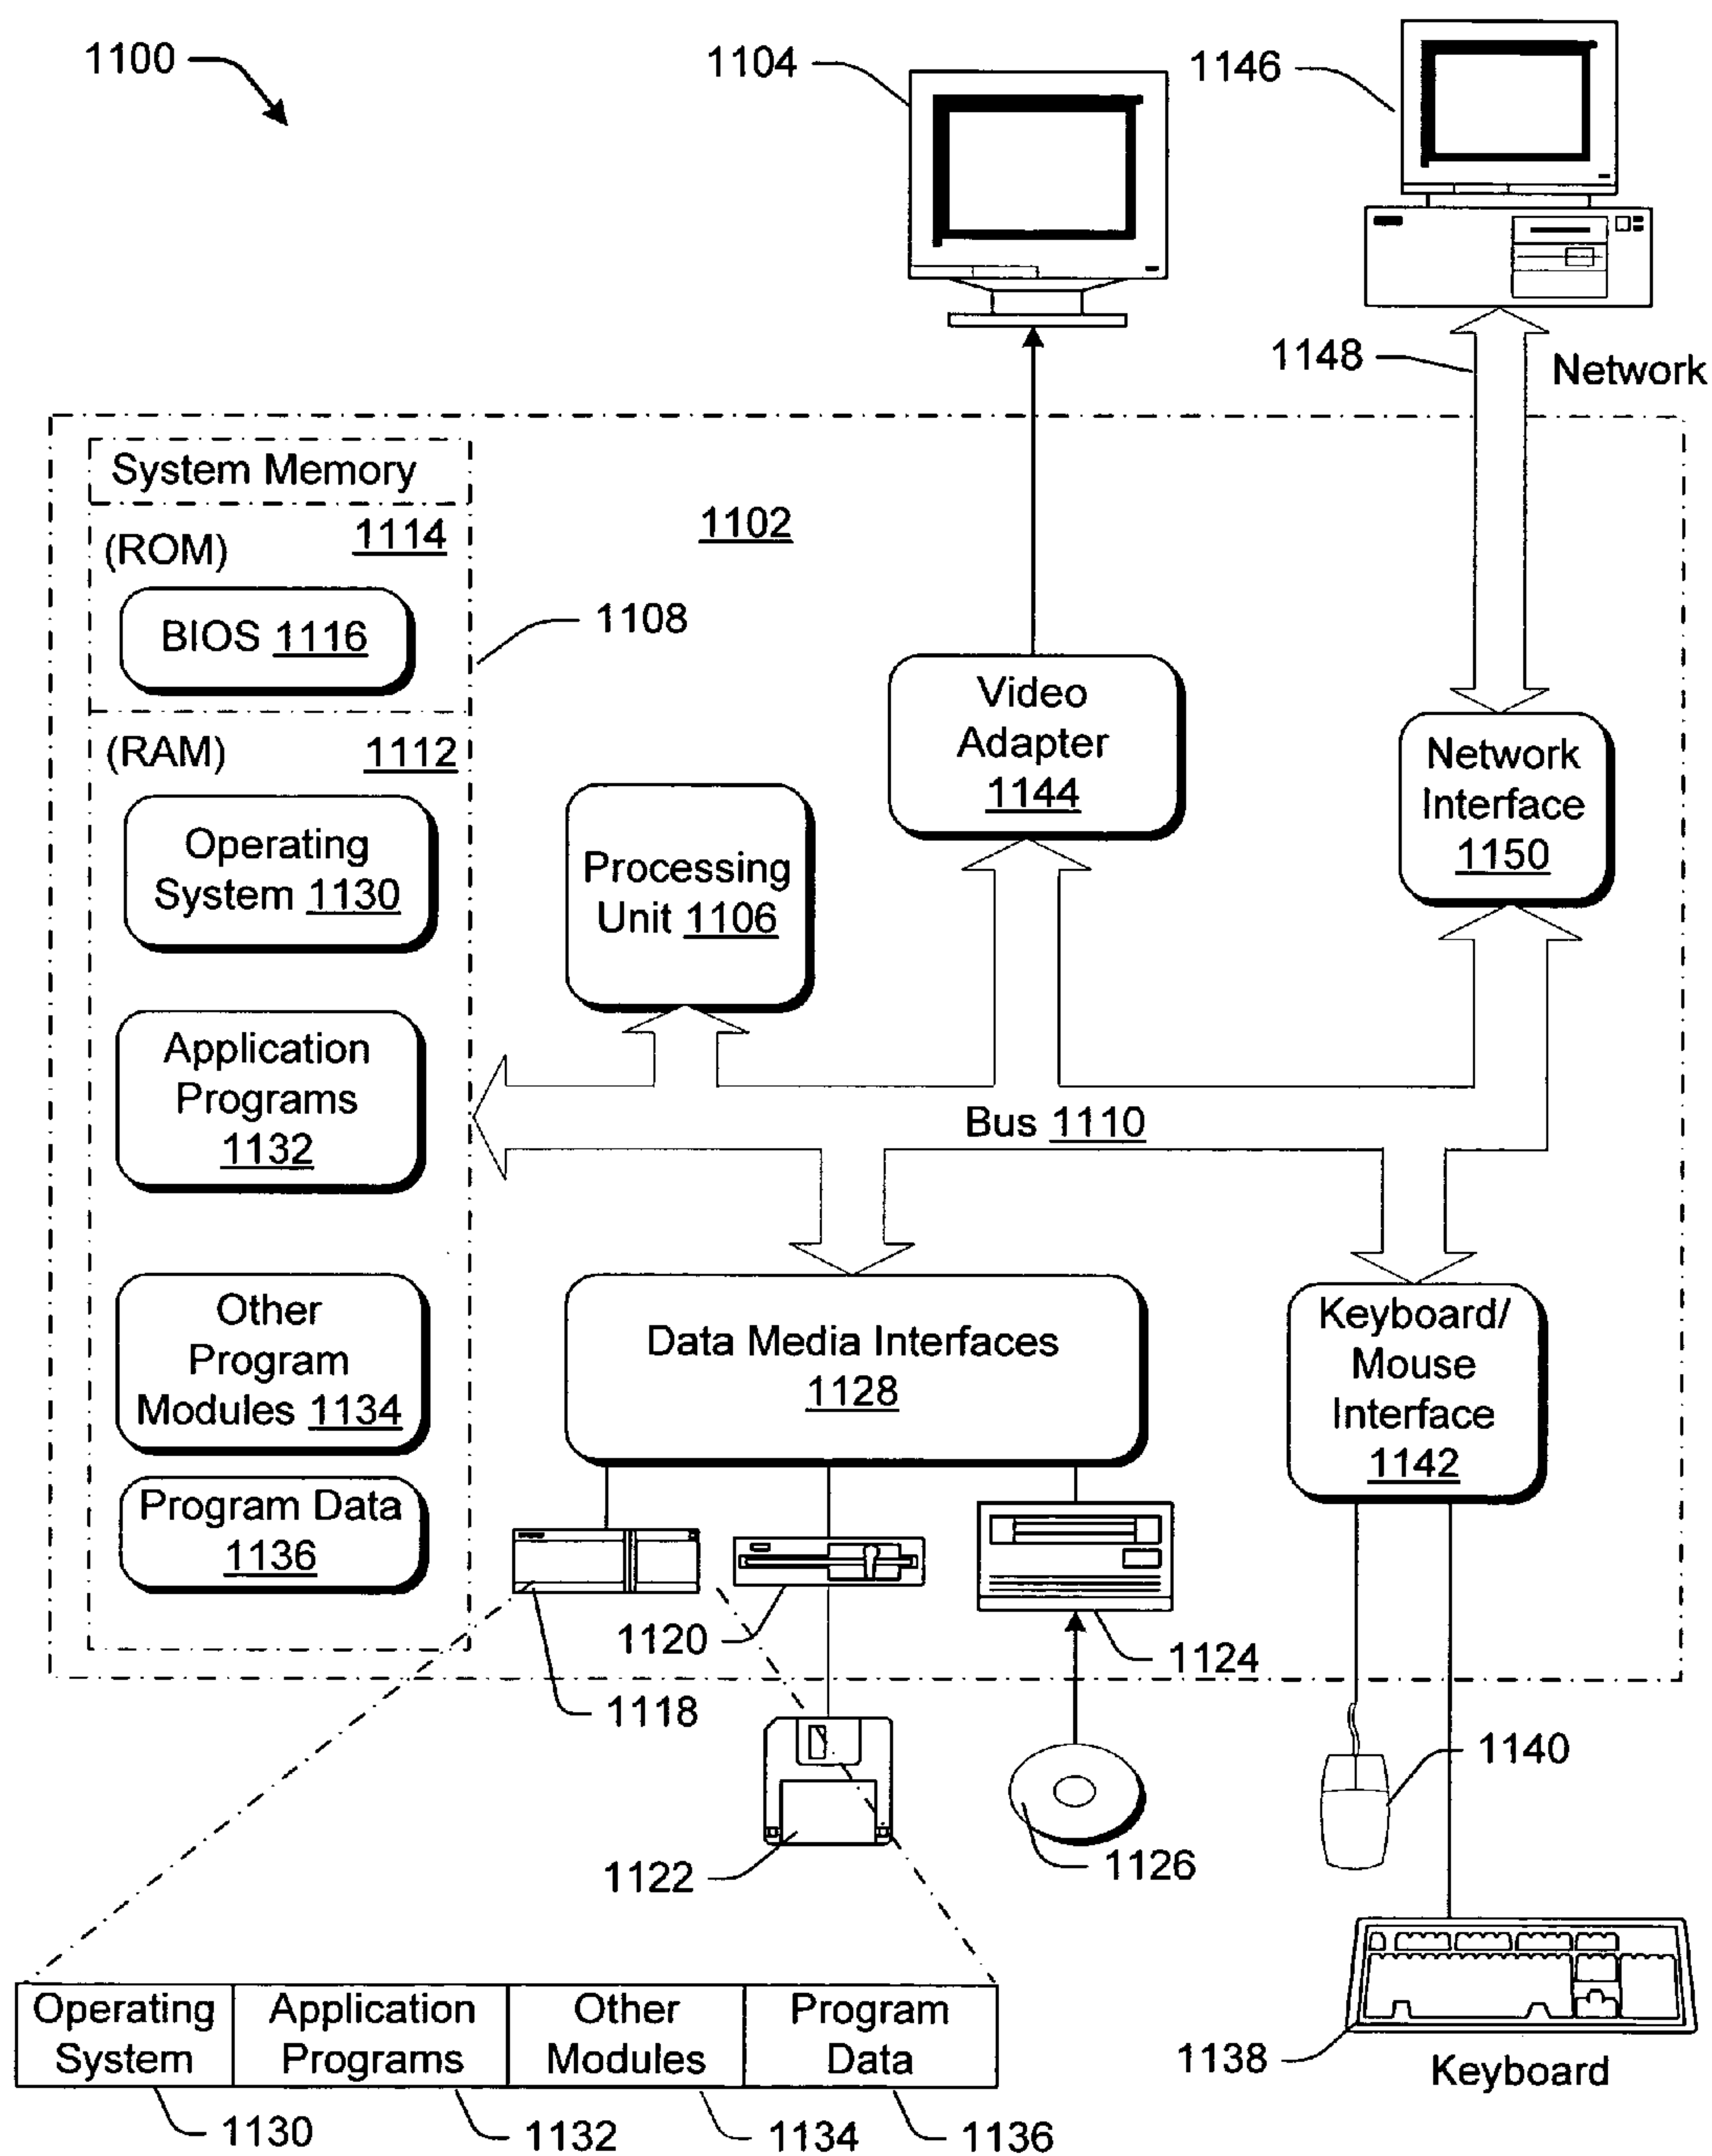 1100
1104
1146
1148
Network
System Memory
(ROM)
1114
1102
BIOS 1116
1108
(RAM)
1112
Operating
System 1130
Processing
Unit 1106
Video
Adapter
1144
Network
Interface
1150
Application
Programs
1132
Bus 1110
Other
Program
Modules 1134
Data Media Interfaces
1128
Keyboard/
Mouse
Interface
1142
Program Data
1136
1120
1124
1118
1140
1122
1126
Operating
System
Application
Programs
Other
Modules
Program
Data
1138
Keyboard
1130
1132
1134
1136